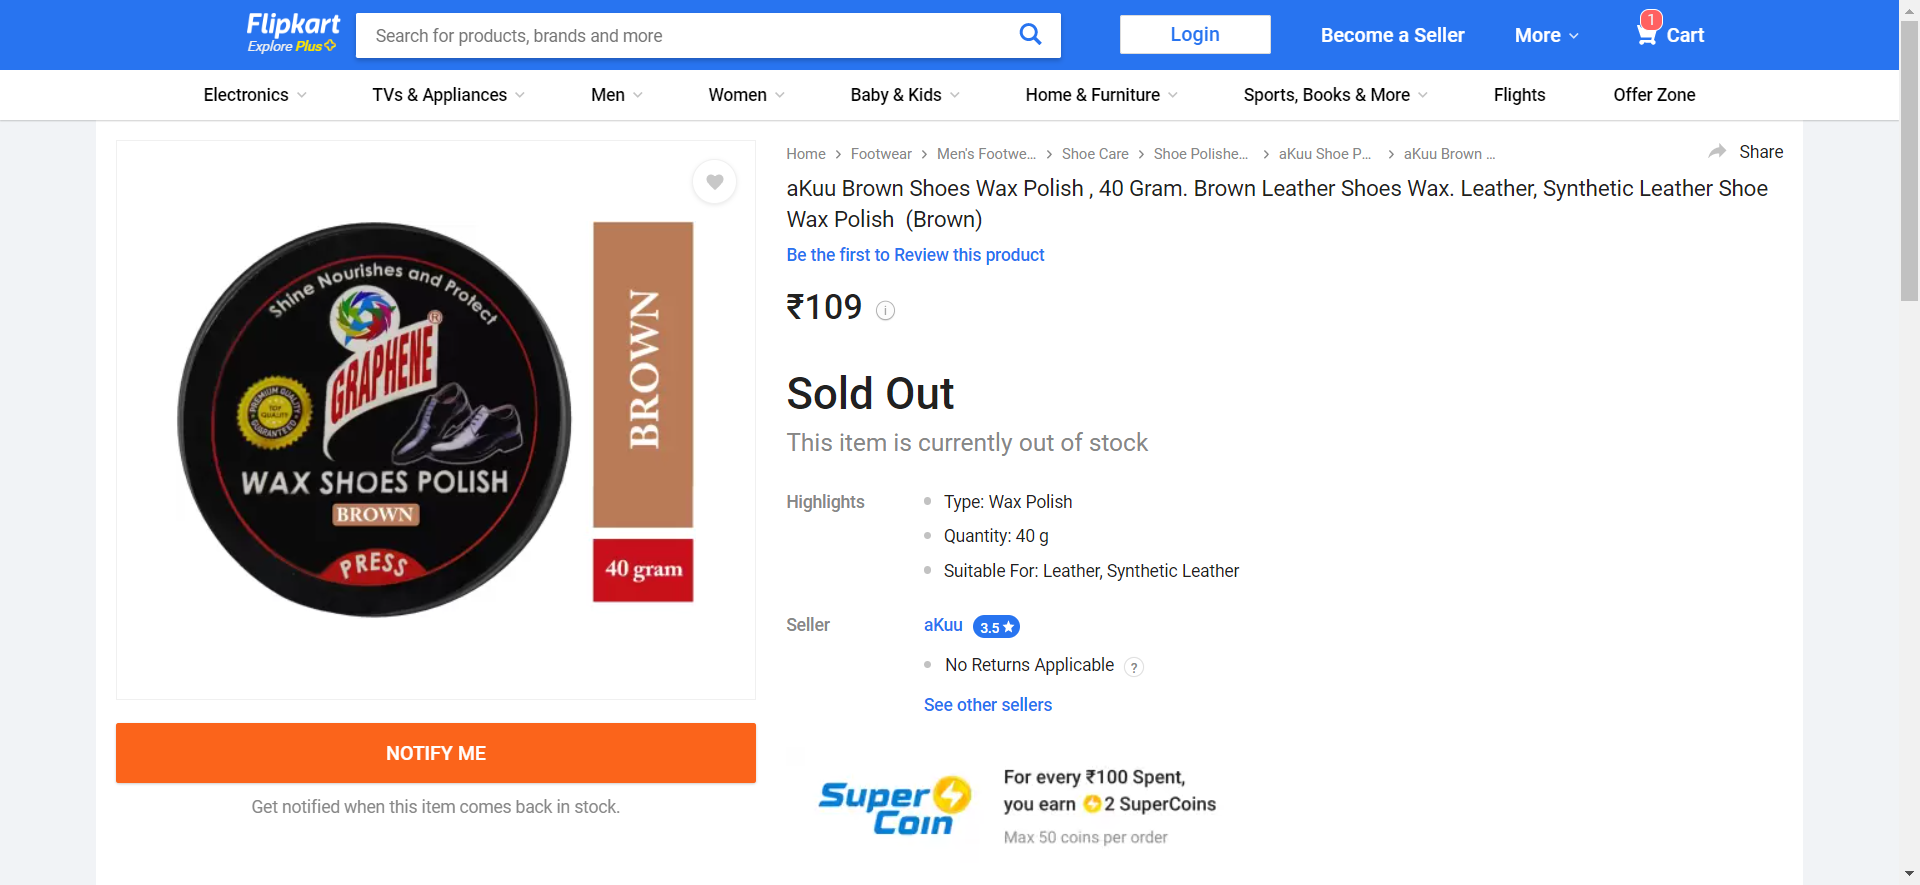 Flipkart
Explore Plus
Search for products, brands and more
Login
Become a Seller
More
1
Cart
Electronics
TVs & Appliances
Men
Women
Baby & Kids
Home & Furniture
Sports, Books & More
Flights
Offer Zone
Home
Footwear
Men's Footwe...
Shoe Care
Shoe Polishe...
aKuu Shoe P...
aKuu Brown ...
Share
aKuu Brown Shoes Wax Polish , 40 Gram. Brown Leather Shoes Wax. Leather, Synthetic Leather Shoe
Wax Polish (Brown)
Be the first to Review this product
₹109
Sold Out
This item is currently out of stock
Highlights
Type: Wax Polish
Quantity: 40 g
Suitable For: Leather, Synthetic Leather
Seller
aKuu
3.5★
No Returns Applicable
?
See other sellers
Super
Coin
For every ₹100 Spent,
you earn 2 SuperCoins
Max 50 coins per order
Shine Nourishes and Protect
GRAPHENE
®
PREMIUM QUALITY
TOP
QUALITY
GUARANTEED
WAX SHOES POLISH
BROWN
PRESS
BROWN
40 gram
NOTIFY ME
Get notified when this item comes back in stock.